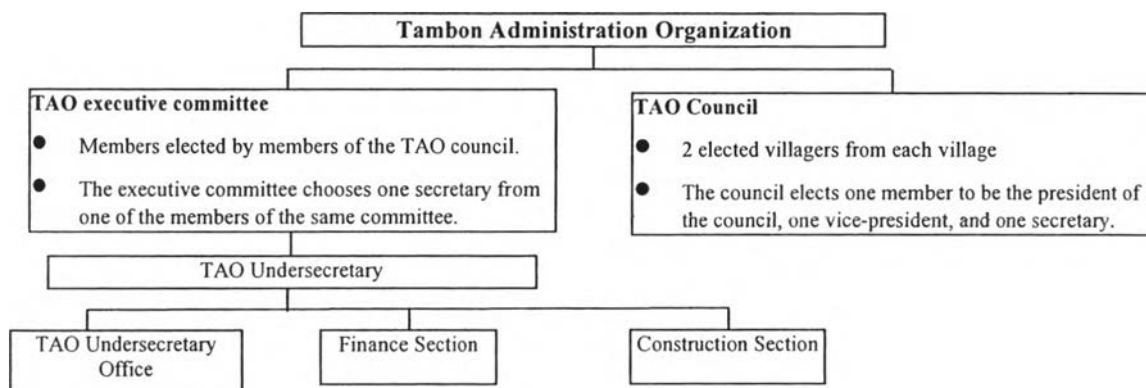 Tambon Administration Organization
TAO executive committee
● Members elected by members of the TAO council.
● The executive committee chooses one secretary from
one of the members of the same committee.
TAO Council
● 2 elected villagers from each village
● The council elects one member to be the president of
the council, one vice-president, and one secretary.
TAO Undersecretary
TAO Undersecretary
Office
Finance Section
Construction Section